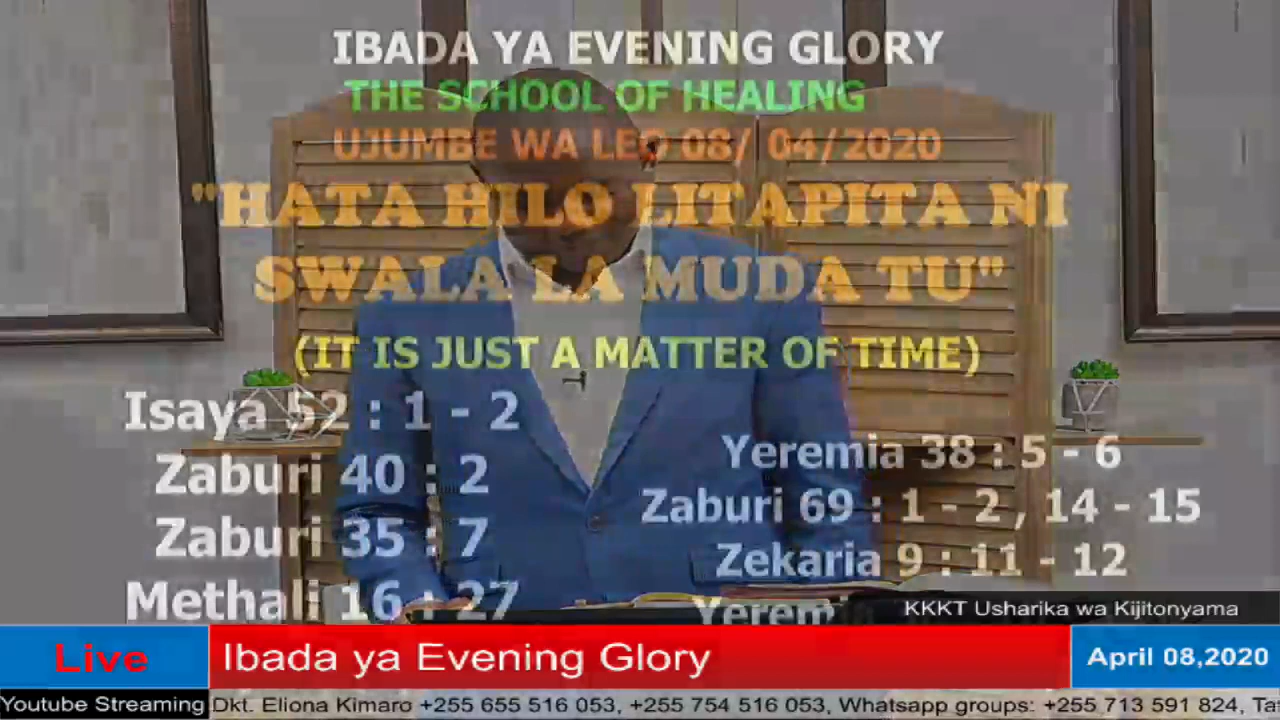 IBADA YA EVENING GLORY
THE SCHOOL OF HEALING
UJUMBE WA LEO 08/ 04/2020
"HATA HILO LITAPITA NI
SWALA LA MUDA TU"
(IT IS JUST A MATTER OF TIME)
Isaya 52 : 1 - 2
Zaburi 40 : 2
Zaburi 35 : 7
Methali 16 : 27
Yeremia 38 : 5 - 6
Zaburi 69 : 1 - 2 , 14 - 15
Zekaria 9 : 11 - 12
KKKT Usharika wa Kijitonyama
Live
Ibada ya Evening Glory
April 08,2020
Youtube Streaming
Dkt. Eliona Kimaro +255 655 516 053, +255 754 516 053, Whatsapp groups: +255 713 591 824,